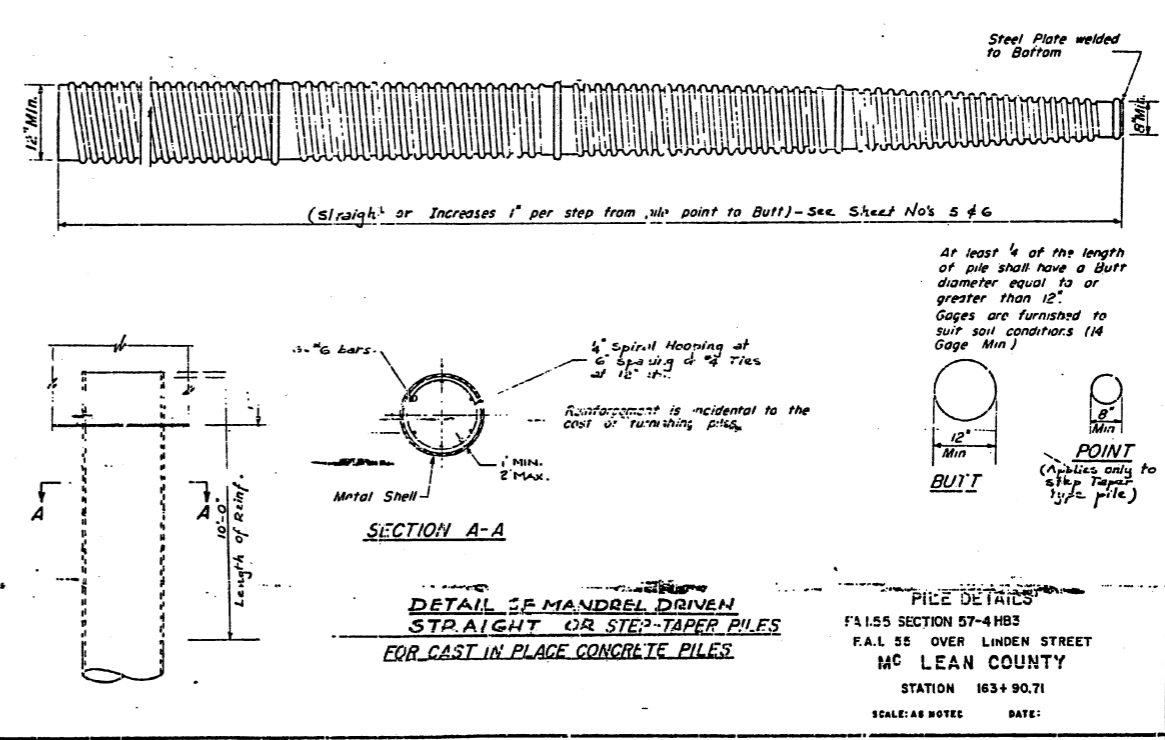 Steel Plate welded
to Bottom
12" Min.
8" Min.
(Straight or Increases 1" per step from pile point to Butt) - See Sheet No's 5 & 6
At least 1/4 of the length
of pile shall have a Butt
diameter equal to or
greater than 12".
Gages are furnished to
suit soil conditions (14
Gage Min)
#6 bars.
1/4" Spiral Hooping at
6" spacing or #4 Ties
at 12"
Reinforcement is incidental to the
cost of furnishing piles.
1" MIN.
2" MAX.
Metal Shell
SECTION A-A
A
A
10'-0"
Length of Reinf.
12"
Min
BUTT
8"
Min
POINT
(Applies only to
step Taper
type pile)
DETAIL OF MANDREL DRIVEN
STRAIGHT OR STEP-TAPER PILES
FOR CAST IN PLACE CONCRETE PILES
PILE DETAILS
F.A.I. 55 SECTION 57-4HB3
F.A.I. 55 OVER LINDEN STREET
Mc LEAN COUNTY
STATION 163+90.71
SCALE: AS NOTED DATE: